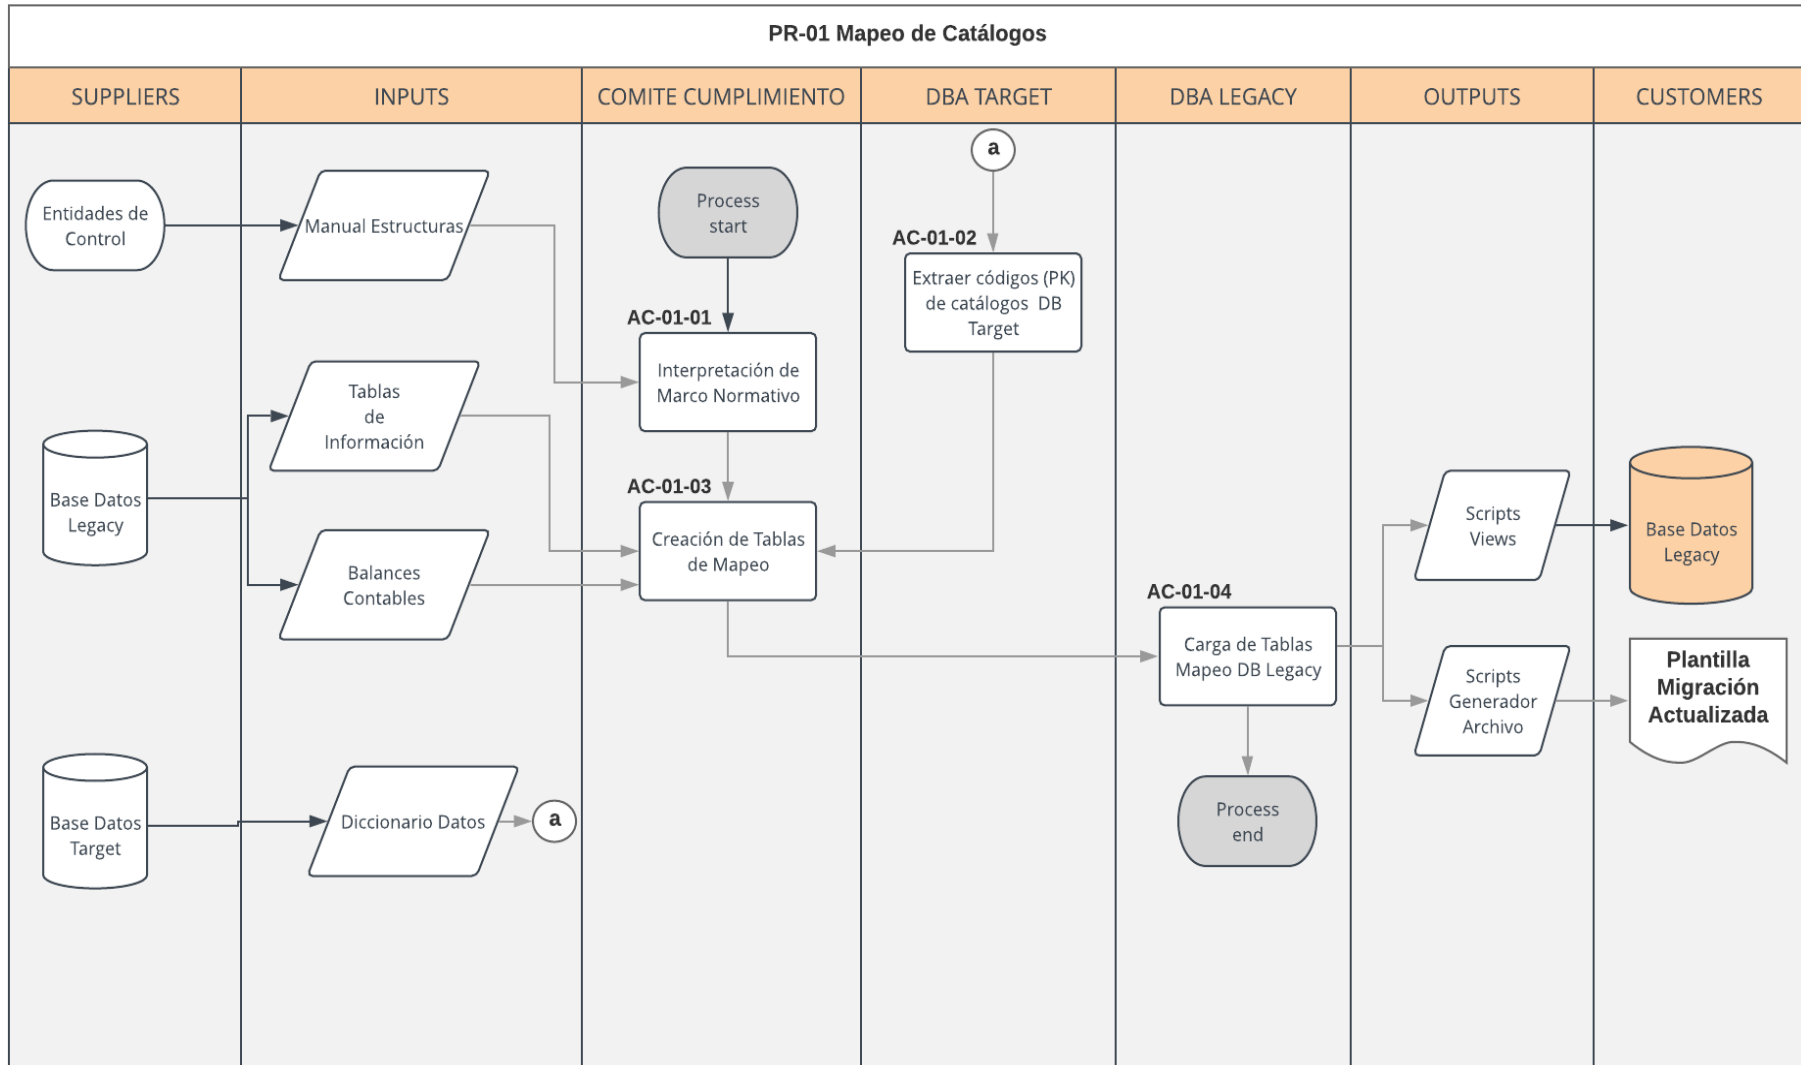 PR-01 Mapeo de Catálogos
SUPPLIERS
INPUTS
COMITE CUMPLIMIENTO
DBA TARGET
DBA LEGACY
OUTPUTS
CUSTOMERS
Entidades de
Control
Base Datos
Legacy
Base Datos
Target
Manual Estructuras
Tablas
de
Información
Balances
Contables
Diccionario Datos
a
Process
start
AC-01-01
Interpretación de
Marco Normativo
AC-01-03
Creación de Tablas
de Mapeo
a
AC-01-02
Extraer códigos (PK)
de catálogos DB
Target
AC-01-04
Carga de Tablas
Mapeo DB Legacy
Process
end
Scripts
Views
Scripts
Generador
Archivo
Base Datos
Legacy
Plantilla
Migración
Actualizada